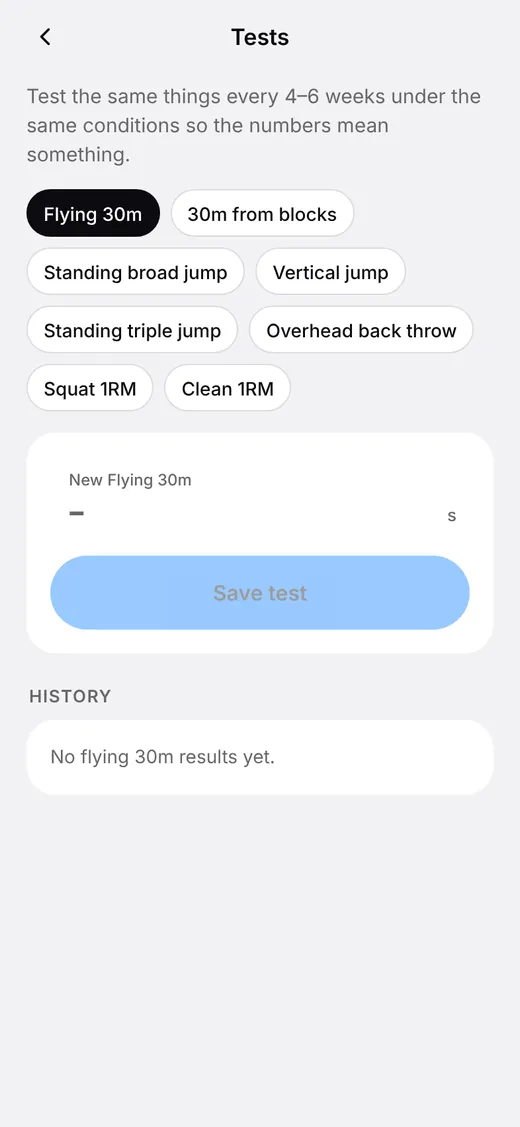 Tests
Test the same things every 4–6 weeks under the
same conditions so the numbers mean
something.
Flying 30m
30m from blocks
Standing broad jump
Vertical jump
Standing triple jump
Overhead back throw
Squat 1RM
Clean 1RM
New Flying 30m
–
s
Save test
HISTORY
No flying 30m results yet.